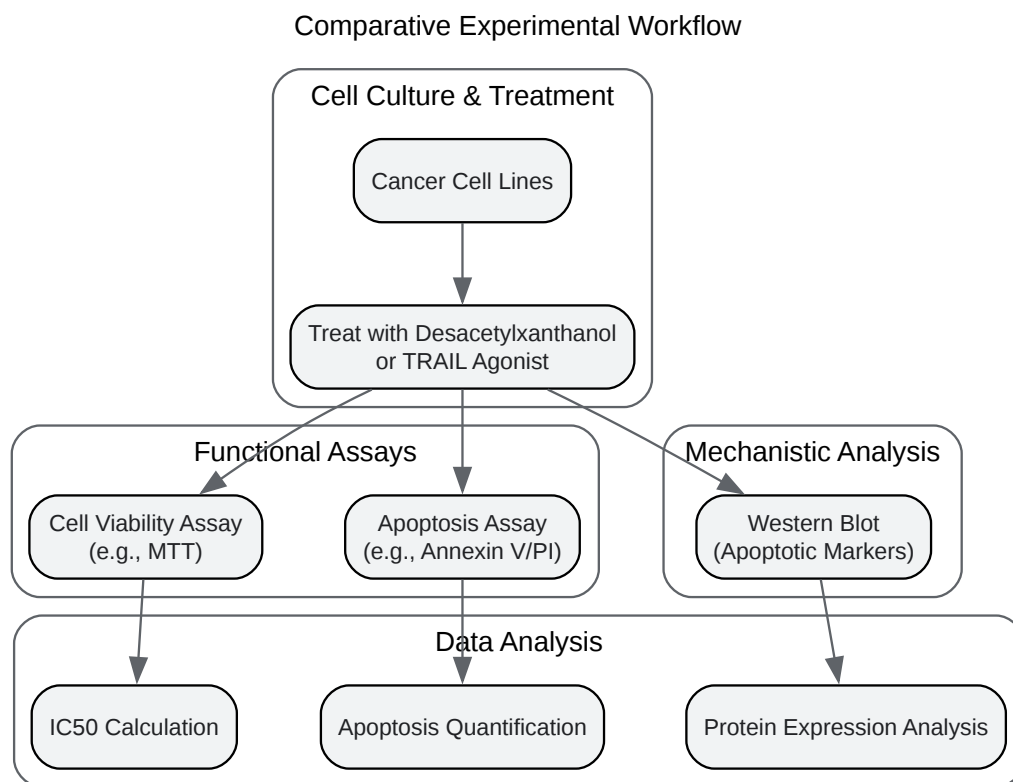 Comparative Experimental Workflow
Cell Culture & Treatment
Cancer Cell Lines
Treat with Desacetylxanthanol
or TRAIL Agonist
Functional Assays
Mechanistic Analysis
Cell Viability Assay
(e.g., MTT)
Apoptosis Assay
(e.g., Annexin V/PI)
Western Blot
(Apoptotic Markers)
Data Analysis
IC50 Calculation
Apoptosis Quantification
Protein Expression Analysis